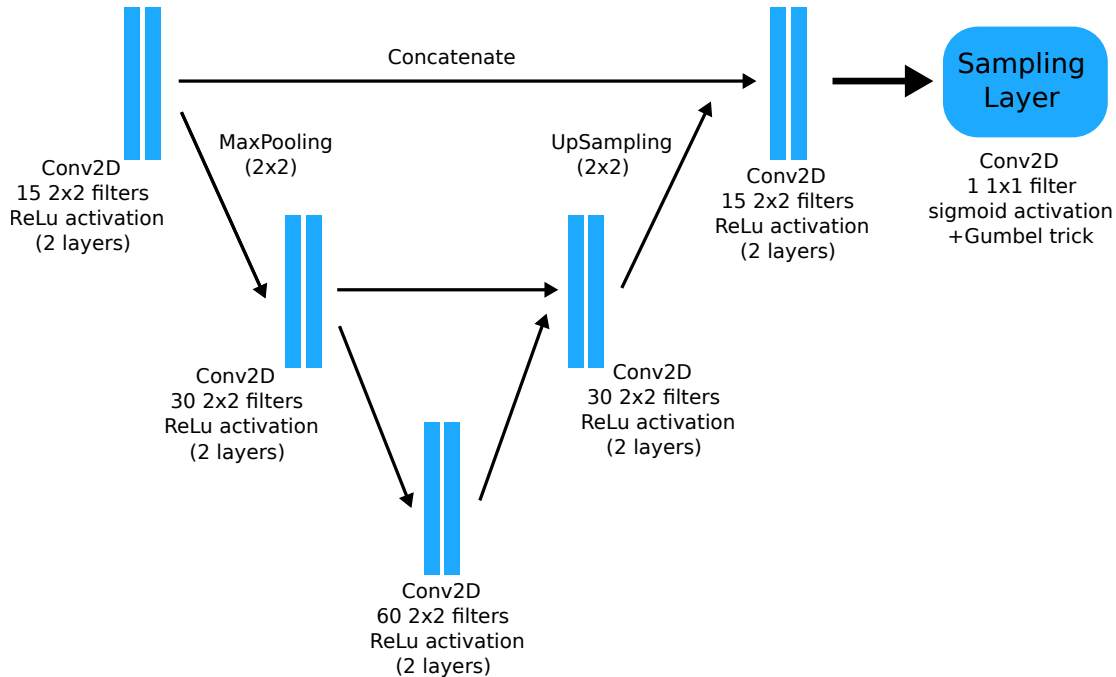 Concatenate
Sampling
Layer
MaxPooling
(2x2)
UpSampling
(2x2)
Conv2D
15 2x2 filters
ReLu activation
(2 layers)
Conv2D
15 2x2 filters
ReLu activation
(2 layers)
Conv2D
1 1x1 filter
sigmoid activation
+Gumbel trick
Conv2D
30 2x2 filters
ReLu activation
(2 layers)
Conv2D
30 2x2 filters
ReLu activation
(2 layers)
Conv2D
60 2x2 filters
ReLu activation
(2 layers)